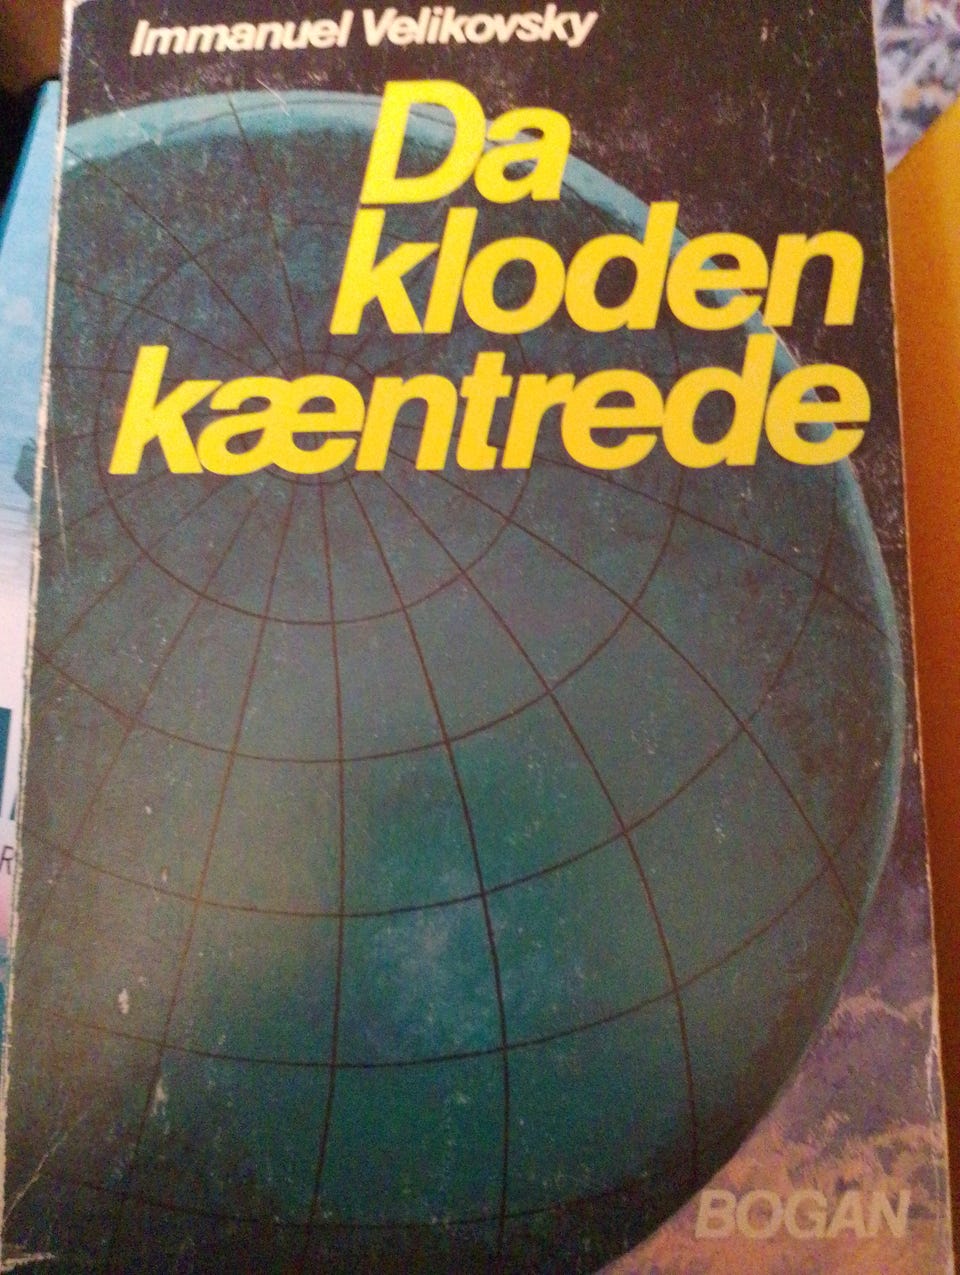 Immanuel Velikovsky
Da
kloden
kæntrede
BOGAN